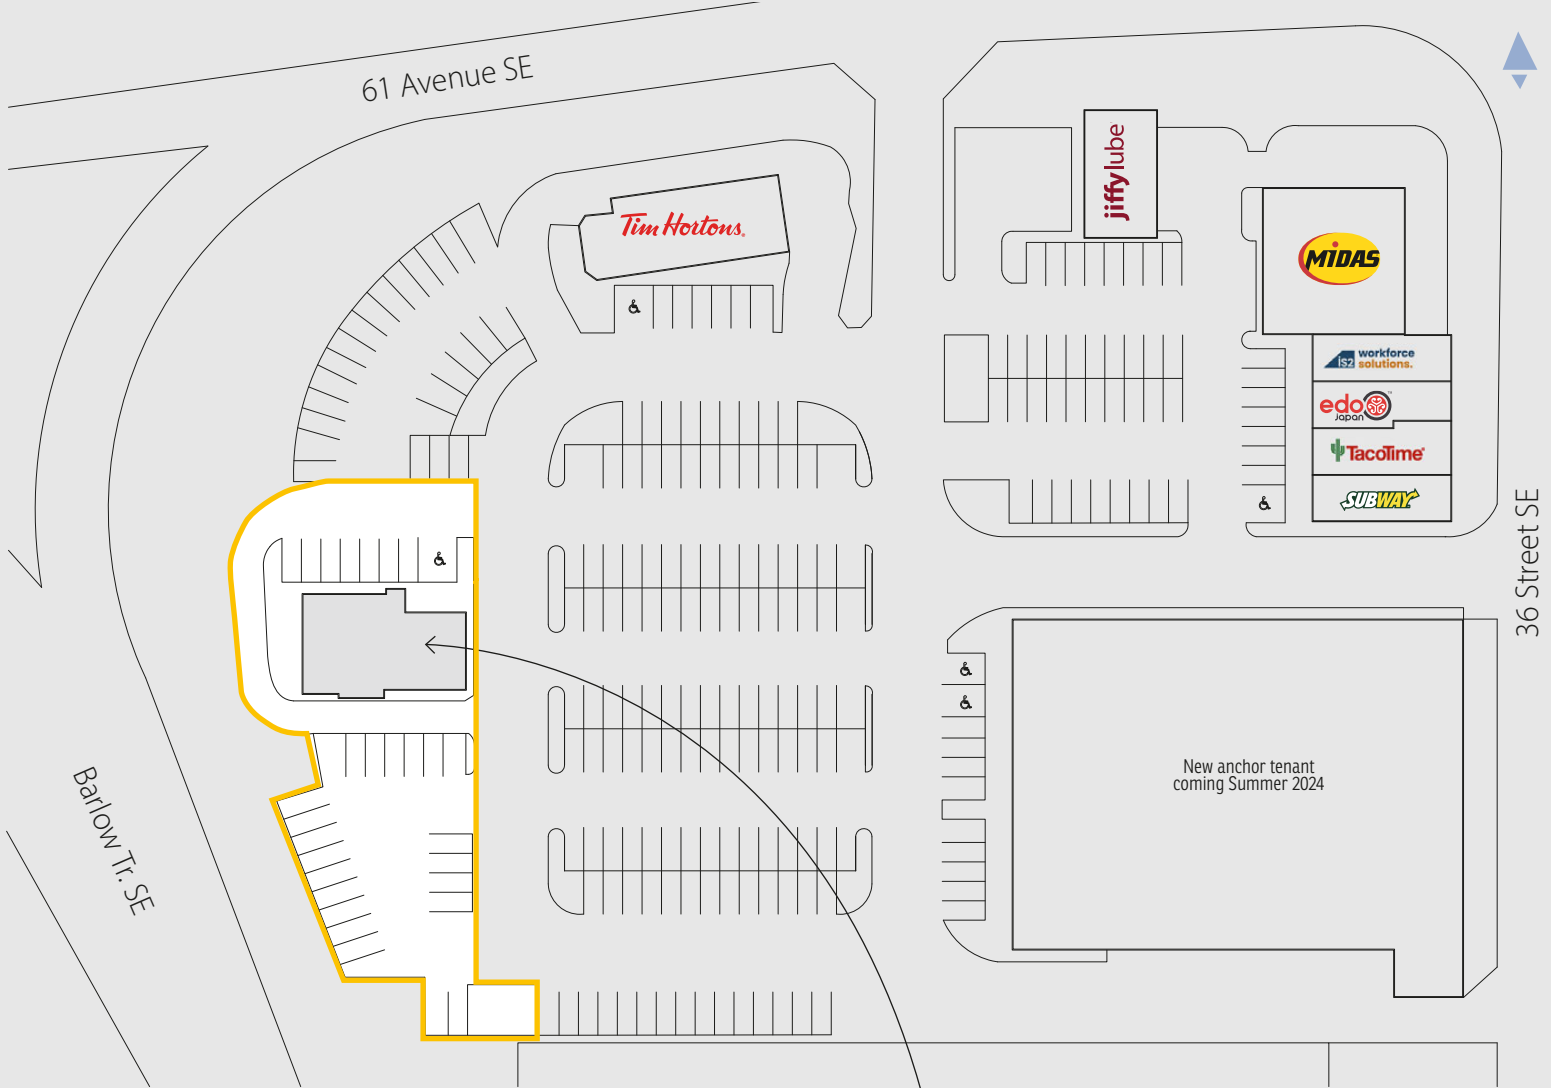 61 Avenue SE
Tim Hortons.
jiffy lube
MIDAS
is2 workforce
solutions.
edo
Japan
TacoTime
SUBWAY
36 Street SE
New anchor tenant
coming Summer 2024
Barlow Tr. SE